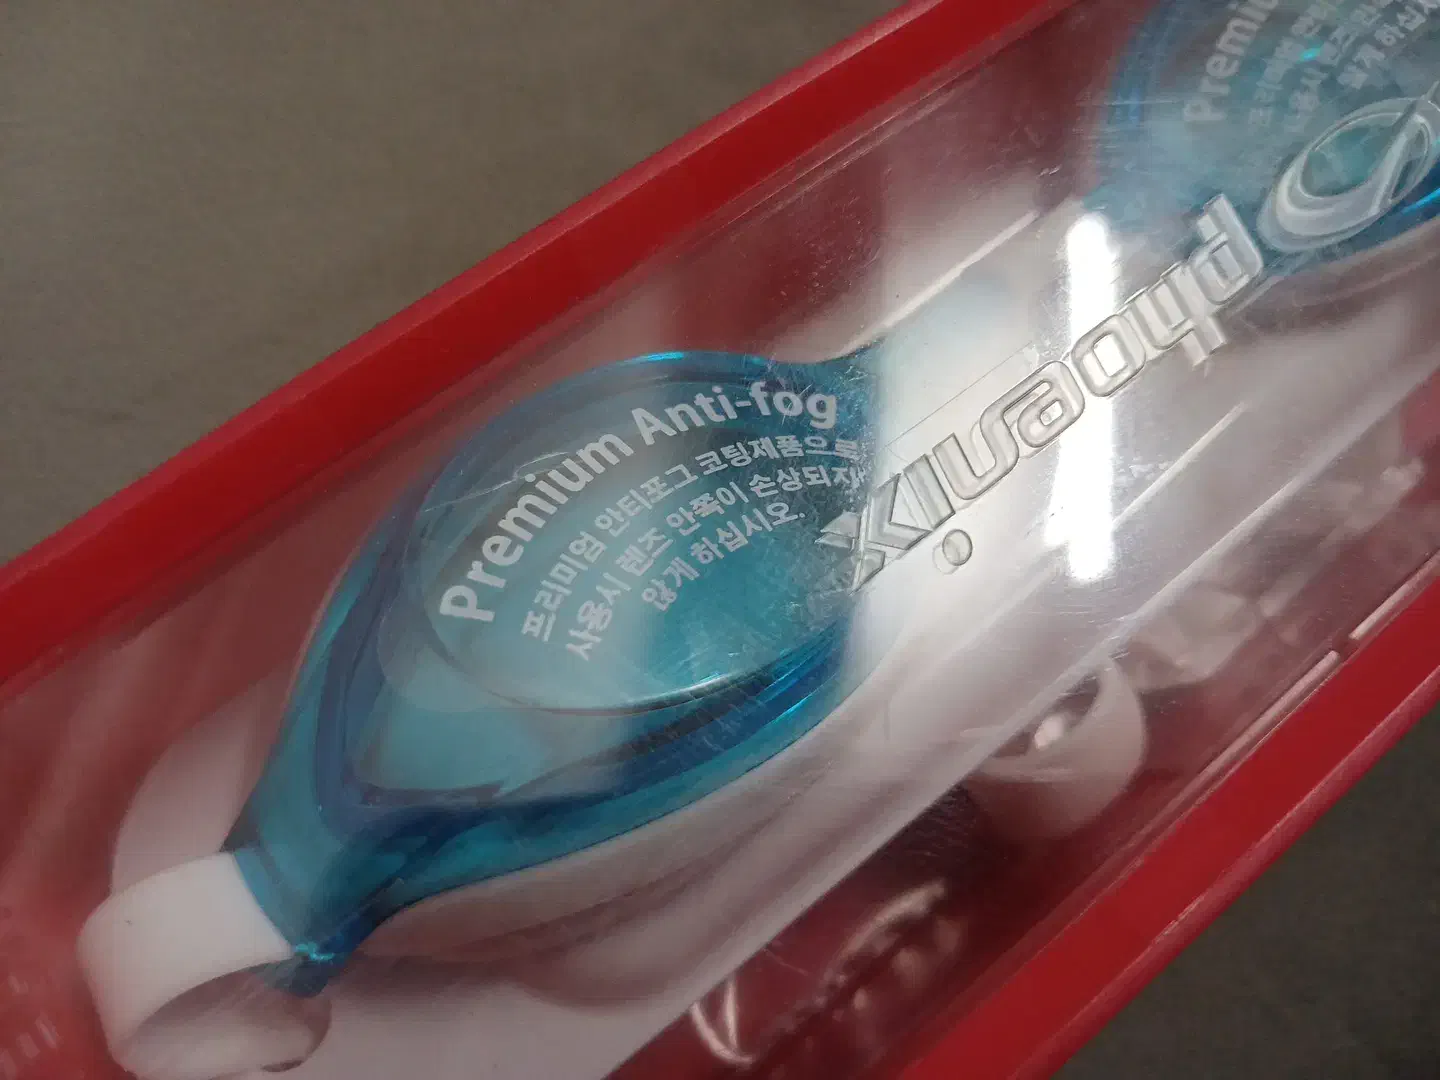 Premium Anti-fog
프리미엄 안티포그 코팅제품으로
사용시 렌즈 안쪽이 손상되지
않게 하십시오.
phoenix
Premium